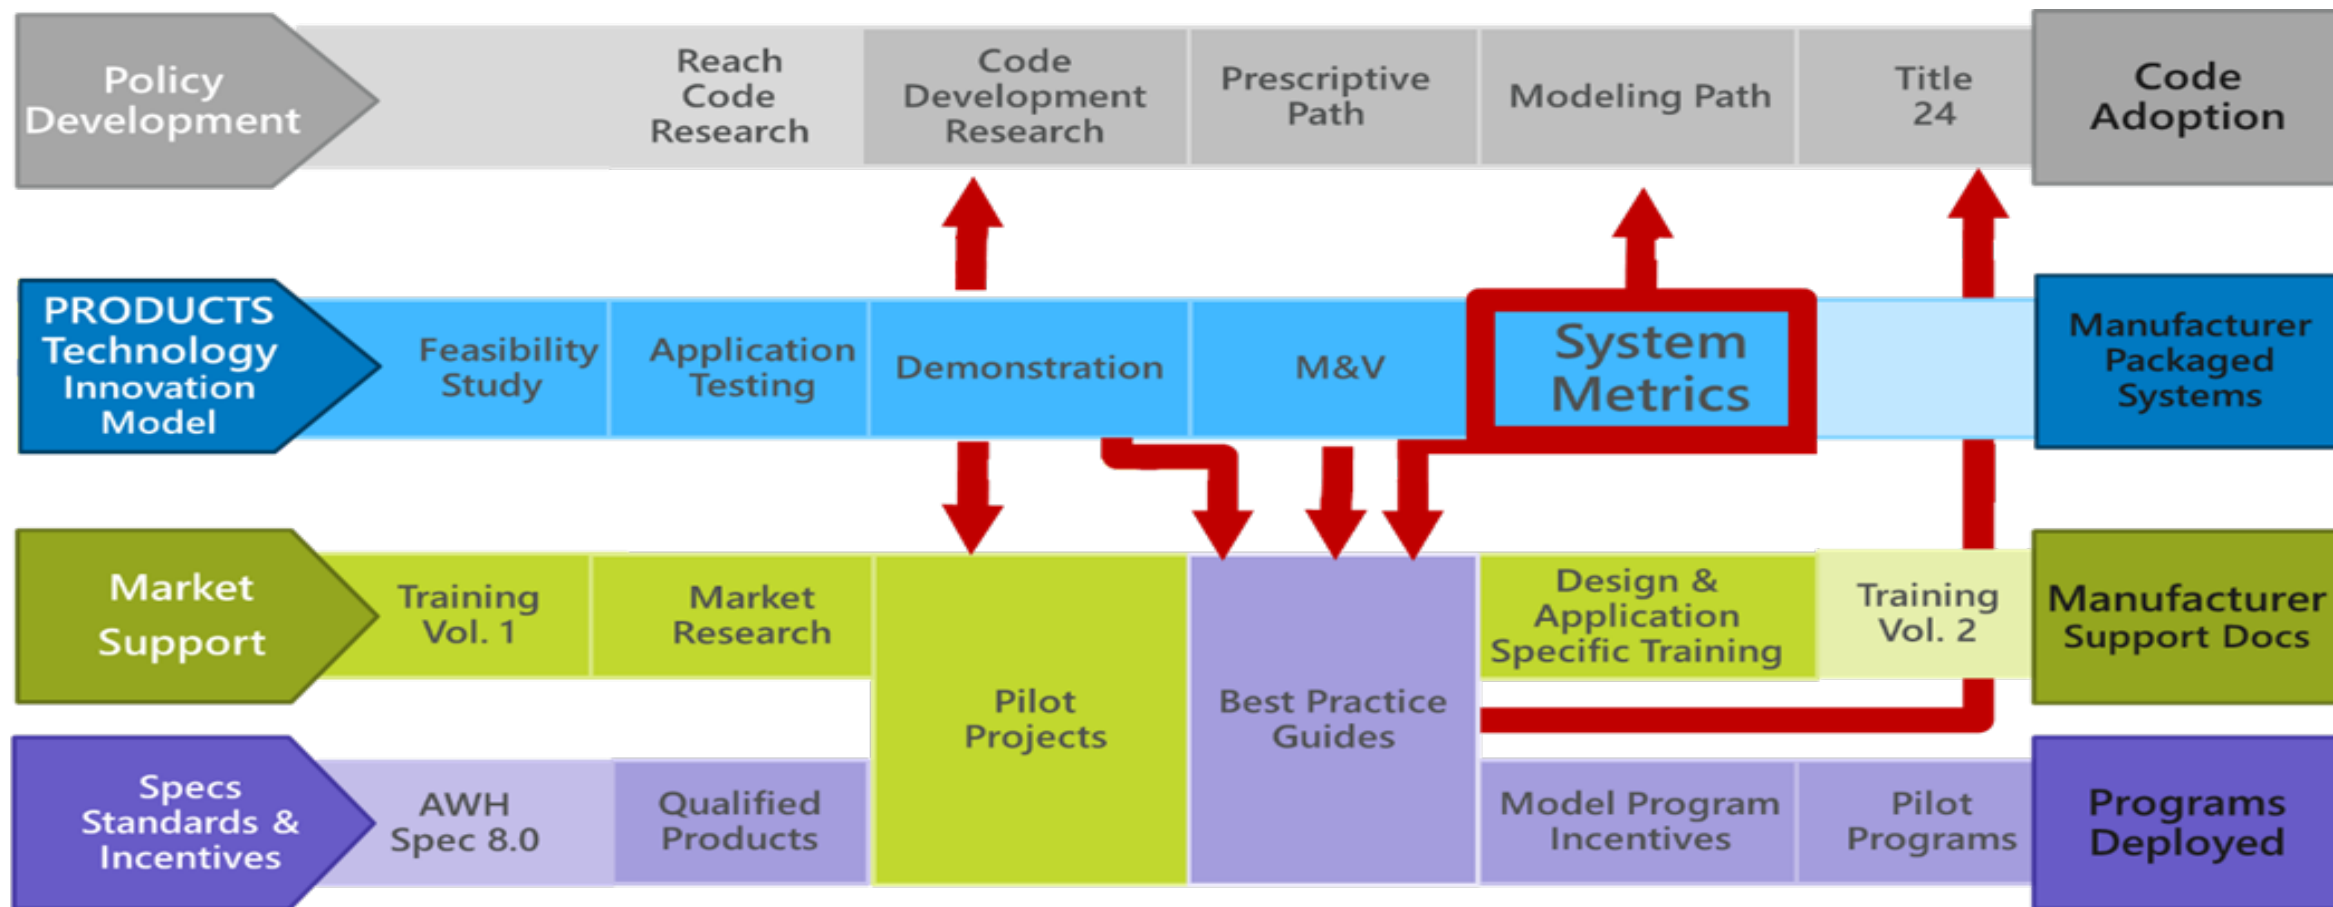 Policy
Development
Reach
Code
Research
Code
Development
Research
Prescriptive
Path
Modeling Path
Title
24
Code
Adoption
PRODUCTS
Technology
Innovation
Model
Feasibility
Study
Application
Testing
Demonstration
M&V
System
Metrics
Manufacturer
Packaged
Systems
Market
Support
Training
Vol. 1
Market
Research
Pilot
Projects
Best Practice
Guides
Design &
Application
Specific Training
Training
Vol. 2
Manufacturer
Support Docs
Specs
Standards &
Incentives
AWH
Spec 8.0
Qualified
Products
Model Program
Incentives
Pilot
Programs
Programs
Deployed